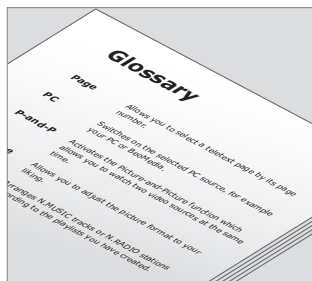 Glossary
Page
Allows you to select a teletext page by its page
number.
PC
Switches on the selected PC source, for example
your PC or BeoMedia.
P-and-P
Activates the Picture-and-Picture function which
allows you to watch two video sources at the same
time.
Allows you to adjust the picture format to your
liking.
Arranges N.MUSIC tracks or N.RADIO stations
according to the playlists you have created.